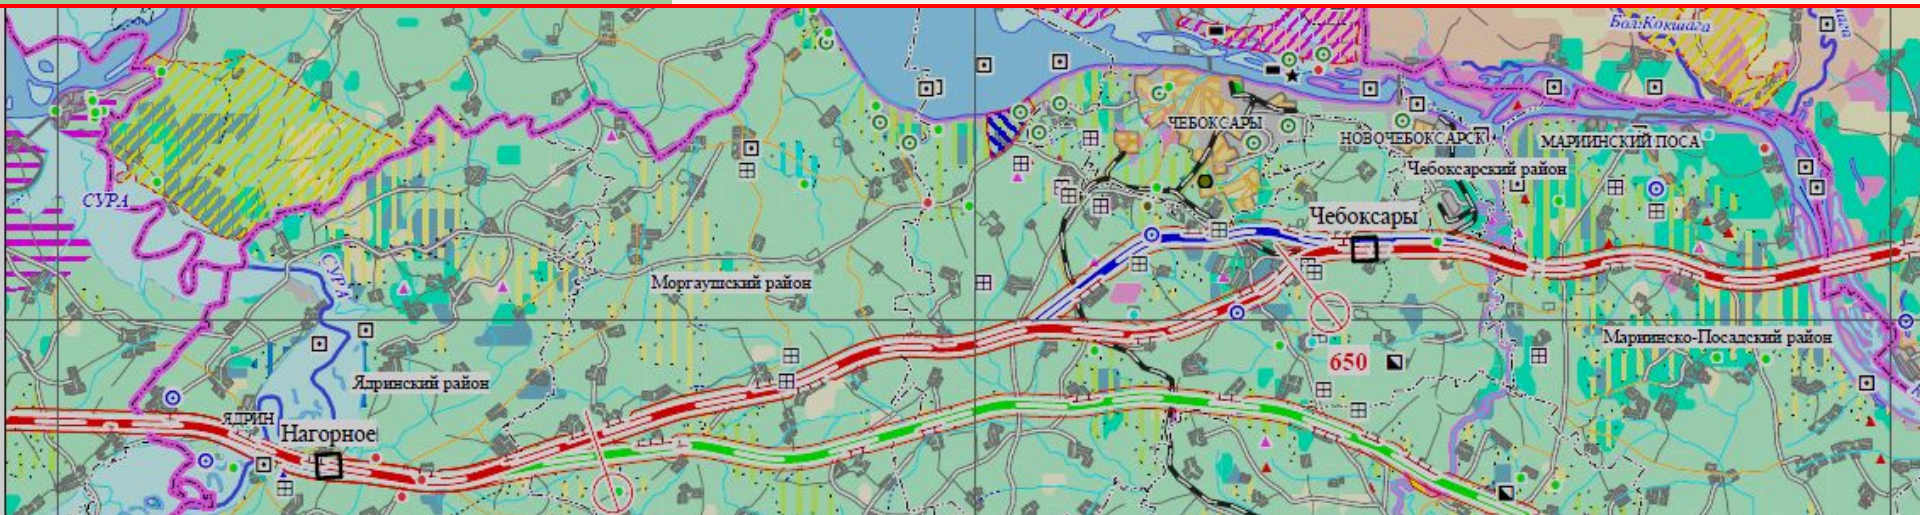 Бол.Кокшага
ЧЕБОКСАРЫ
НОВОЧЕБОКСАРСК
МАРИИНСКИЙ ПОСА
Чебоксарский район
СУРА
Чебоксары
СУРА
Моргаушский район
Мариинско-Посадский район
650
Ядринский район
ЯДРИН
Нагорное